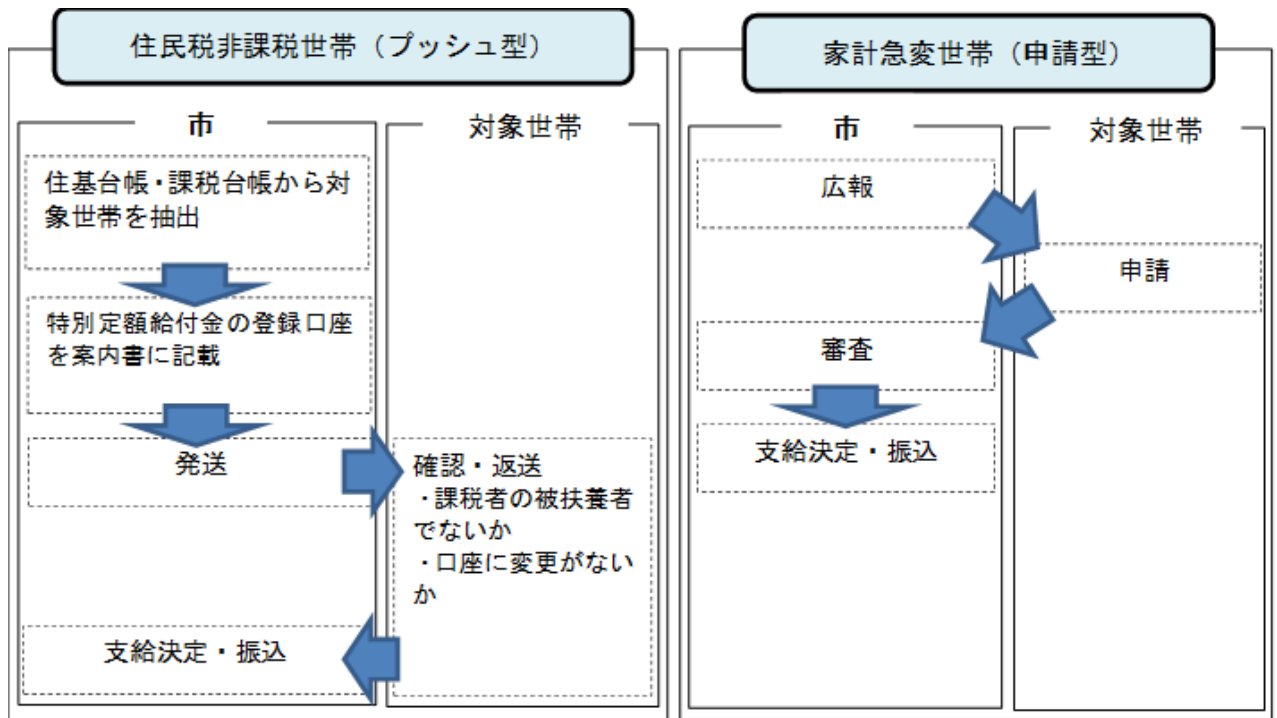 住民税非課税世帯（プッシュ型）
市
対象世帯
住基台帳・課税台帳から対
象世帯を抽出
特別定額給付金の登録口座
を案内書に記載
発送
確認・返送
・課税者の被扶養者
でないか
・口座に変更がない
か
支給決定・振込
家計急変世帯（申請型）
市
対象世帯
広報
申請
審査
支給決定・振込